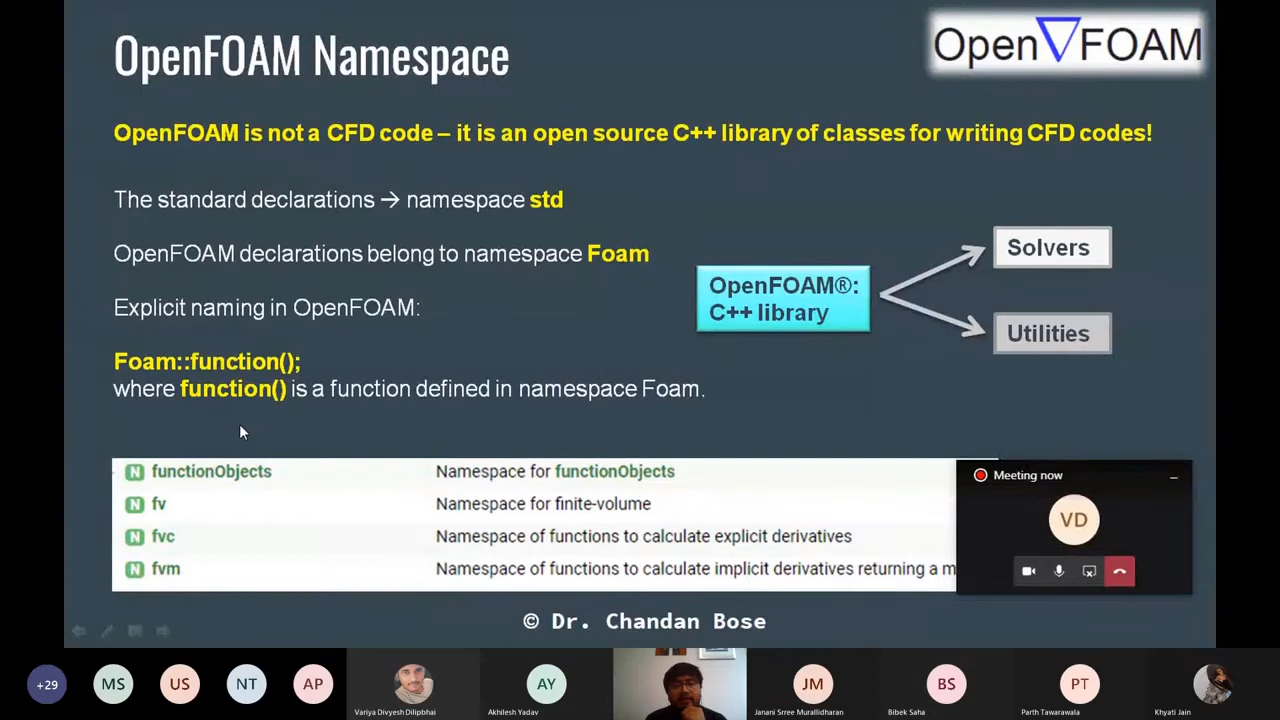 OpenFOAM Namespace
Open∇FOAM
OpenFOAM is not a CFD code – it is an open source C++ library of classes for writing CFD codes!
The standard declarations → namespace std
OpenFOAM declarations belong to namespace Foam
Explicit naming in OpenFOAM:
Foam::function();
where function() is a function defined in namespace Foam.
OpenFOAM®:
C++ library
Solvers
Utilities
N functionObjects Namespace for functionObjects
N fv Namespace for finite-volume
N fvc Namespace of functions to calculate explicit derivatives
N fvm Namespace of functions to calculate implicit derivatives returning a m
Meeting now
VD
© Dr. Chandan Bose
+29
MS
US
NT
AP
Variya Divyesh Dilipbhai
AY
Akhilesh Yadav
JM
Janani Srree Murallidharan
BS
Bibek Saha
PT
Parth Tawarawala
Khyati Jain